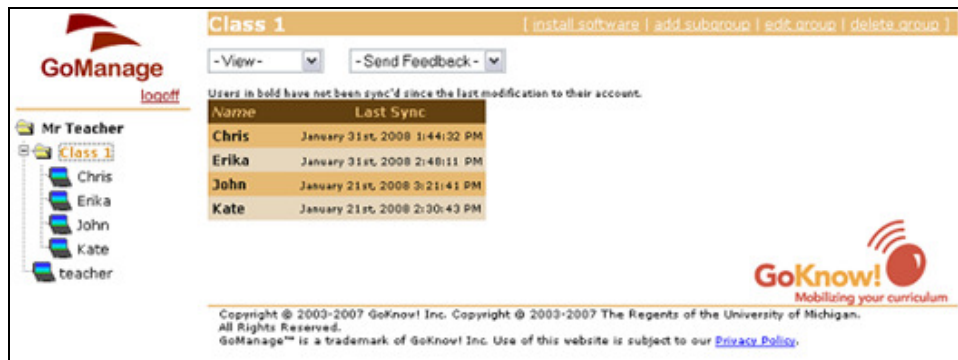 GoManage
logoff
Mr Teacher
Class 1
Chris
Erika
John
Kate
teacher
Class 1 [ install software | add subgroup | edit group | delete group ]
-View- -Send Feedback-
Users in bold have not been sync'd since the last modification to their account.
Name Last Sync
Chris January 31st, 2008 1:44:32 PM
Erika January 31st, 2008 2:48:11 PM
John January 21st, 2008 3:21:41 PM
Kate January 21st, 2008 2:30:43 PM
GoKnow!
Mobilizing your curriculum
Copyright © 2003-2007 GoKnow! Inc. Copyright © 2003-2007 The Regents of the University of Michigan.
All Rights Reserved.
GoManage™ is a trademark of GoKnow! Inc. Use of this website is subject to our Privacy Policy.